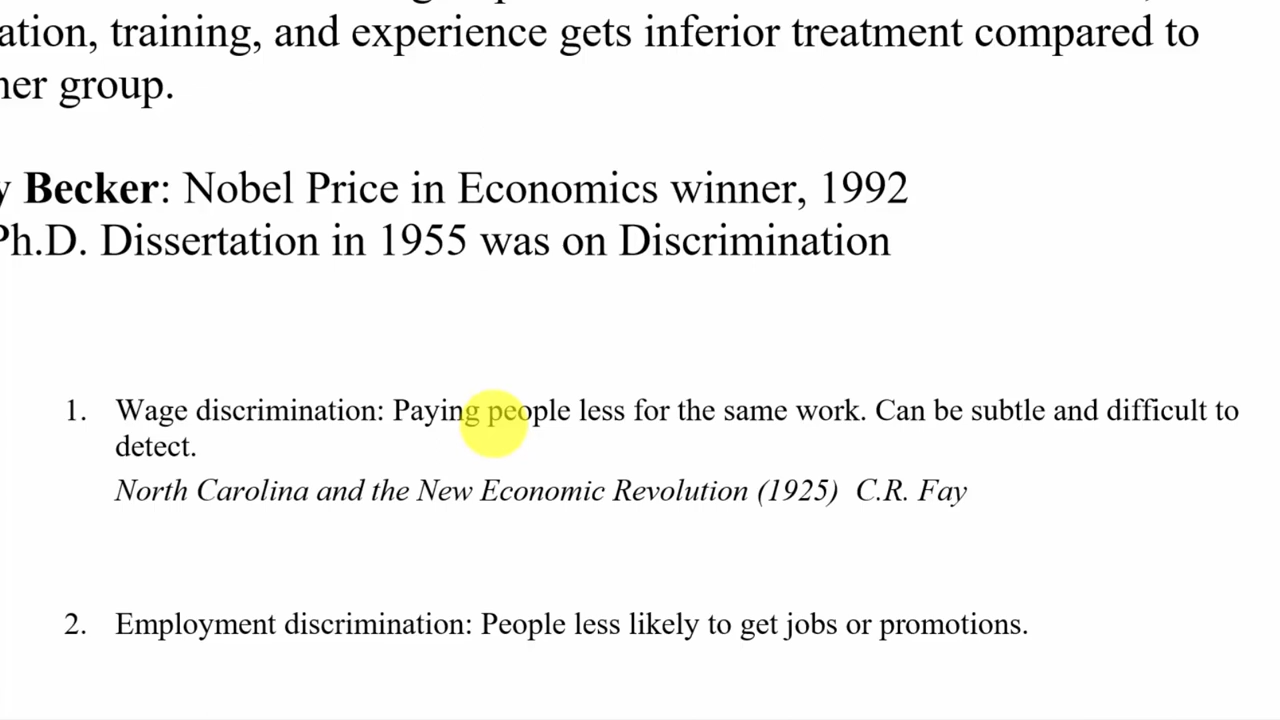 ation, training, and experience gets inferior treatment compared to
her group.
y Becker: Nobel Price in Economics winner, 1992
Ph.D. Dissertation in 1955 was on Discrimination
1. Wage discrimination: Paying people less for the same work. Can be subtle and difficult to
detect.
North Carolina and the New Economic Revolution (1925) C.R. Fay
2. Employment discrimination: People less likely to get jobs or promotions.